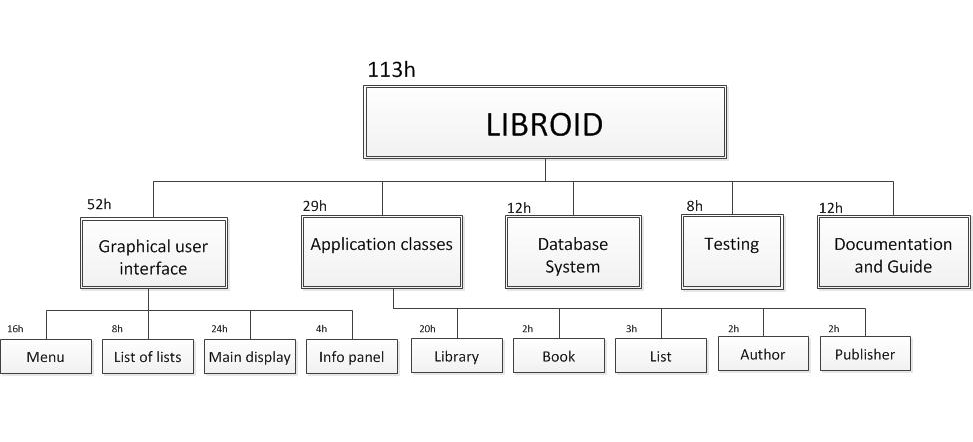 113h
LIBROID
52h
Graphical user
interface
29h
Application classes
12h
Database
System
8h
Testing
12h
Documentation
and Guide
16h
Menu
8h
List of lists
24h
Main display
4h
Info panel
20h
Library
2h
Book
3h
List
2h
Author
2h
Publisher